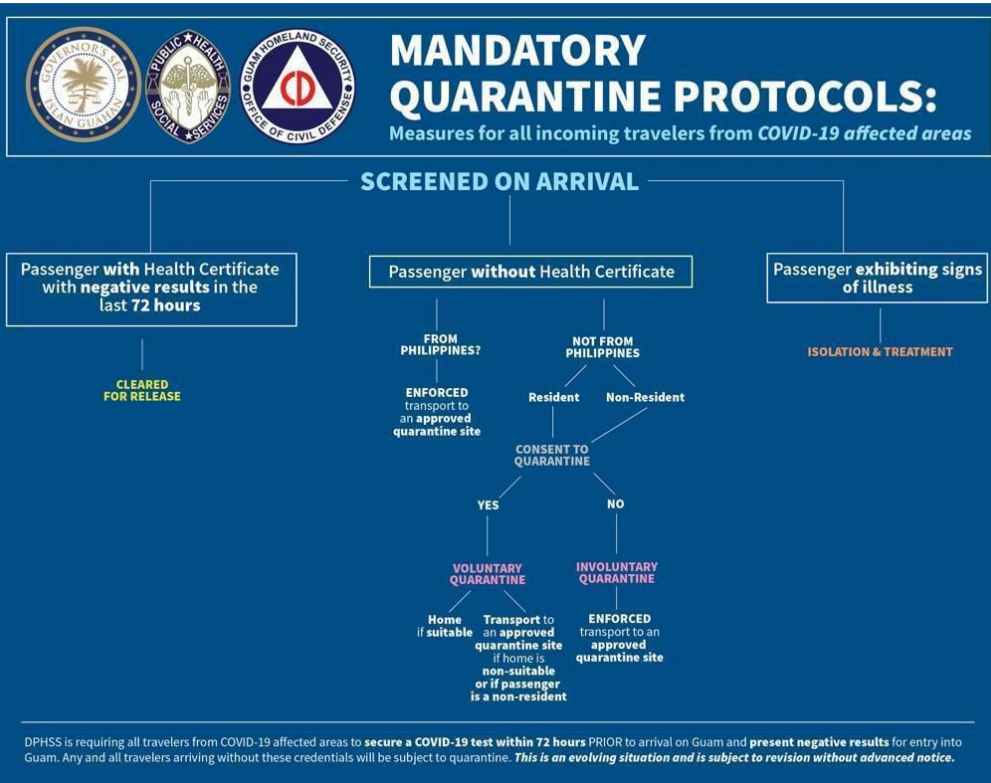 GOVERNOR'S SEAL
ISLAN GUAHAN
PUBLIC HEALTH
SOCIAL SERVICES
GUAM HOMELAND SECURITY
OFFICE OF CIVIL DEFENSE
CD
MANDATORY
QUARANTINE PROTOCOLS:
Measures for all incoming travelers from COVID-19 affected areas
SCREENED ON ARRIVAL
Passenger with Health Certificate
with negative results in the
last 72 hours
CLEARED
FOR RELEASE
Passenger without Health Certificate
FROM
PHILIPPINES?
ENFORCED
transport to
an approved
quarantine site
NOT FROM
PHILIPPINES
Resident
Non-Resident
CONSENT TO
QUARANTINE
YES
NO
VOLUNTARY
QUARANTINE
Home
if suitable
Transport to
an approved
quarantine site
if home is
non-suitable
or if passenger
is a non-resident
INVOLUNTARY
QUARANTINE
ENFORCED
transport to an
approved
quarantine site
Passenger exhibiting signs
of illness
ISOLATION & TREATMENT
DPHSS is requiring all travelers from COVID-19 affected areas to secure a COVID-19 test within 72 hours PRIOR to arrival on Guam and present negative results for entry into
Guam. Any and all travelers arriving without these credentials will be subject to quarantine. This is an evolving situation and is subject to revision without advanced notice.